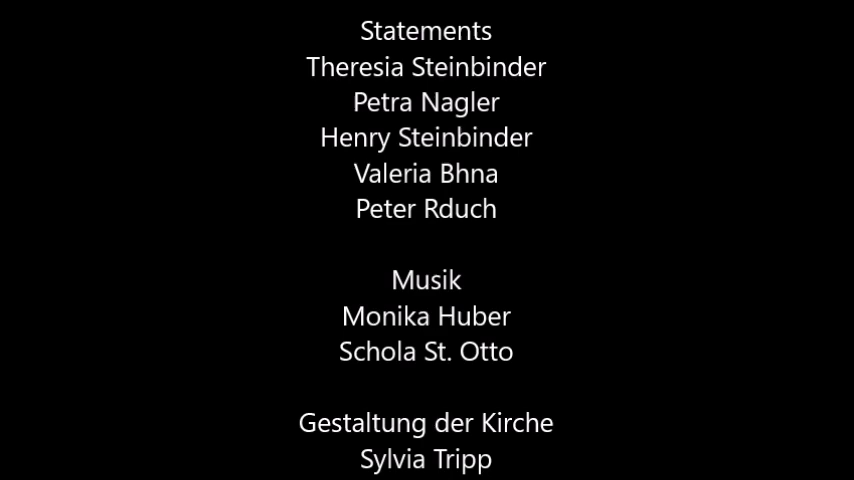 Statements
Theresia Steinbinder
Petra Nagler
Henry Steinbinder
Valeria Bhna
Peter Rduch
Musik
Monika Huber
Schola St. Otto
Gestaltung der Kirche
Sylvia Tripp